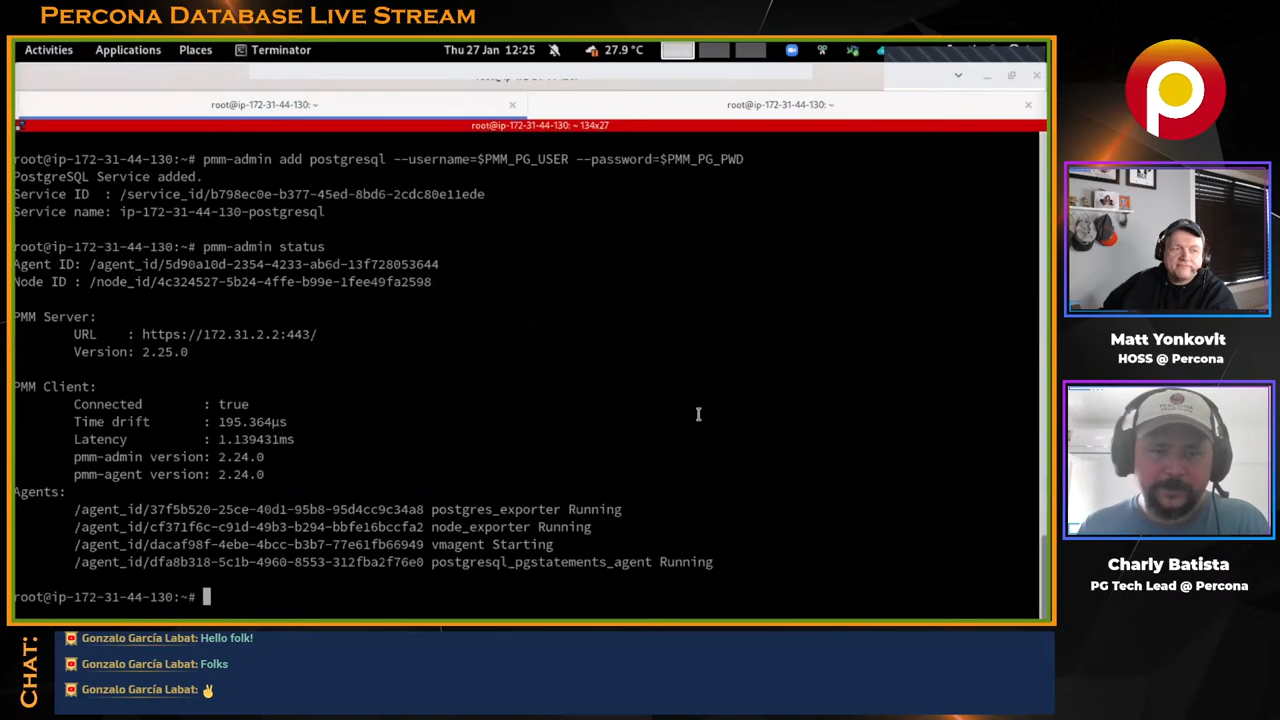 PERCONA DATABASE LIVE STREAM
Activities Applications Places Terminator Thu 27 Jan 12:25 27.9 °C
root@ip-172-31-44-130: ~ root@ip-172-31-44-130: ~
root@ip-172-31-44-130: ~ 134x27
root@ip-172-31-44-130:~# pmm-admin add postgresql --username=$PMM_PG_USER --password=$PMM_PG_PWD
PostgreSQL Service added.
Service ID : /service_id/b798ec0e-b377-45ed-8bd6-2cdc80e11ede
Service name: ip-172-31-44-130-postgresql
root@ip-172-31-44-130:~# pmm-admin status
Agent ID: /agent_id/5d90a10d-2354-4233-ab6d-13f728053644
Node ID : /node_id/4c324527-5b24-4ffe-b99e-1fee49fa2598
PMM Server:
URL : https://172.31.2.2:443/
Version: 2.25.0
PMM Client:
Connected : true
Time drift : 195.364µs
Latency : 1.139431ms
pmm-admin version: 2.24.0
pmm-agent version: 2.24.0
Agents:
/agent_id/37f5b520-25ce-40d1-95b8-95d4cc9c34a8 postgres_exporter Running
/agent_id/cf371f6c-c91d-49b3-b294-bbfe16bccfa2 node_exporter Running
/agent_id/dacaf98f-4ebe-4bcc-b3b7-77e61fb66949 vmagent Starting
/agent_id/dfa8b318-5c1b-4960-8553-312fba2f76e0 postgresql_pgstatements_agent Running
root@ip-172-31-44-130:~#
Matt Yonkovit
HOSS @ Percona
PERCONA
Charly Batista
PG Tech Lead @ Percona
CHAT:
Gonzalo García Labat: Hello folk!
Gonzalo García Labat: Folks
Gonzalo García Labat: ✌